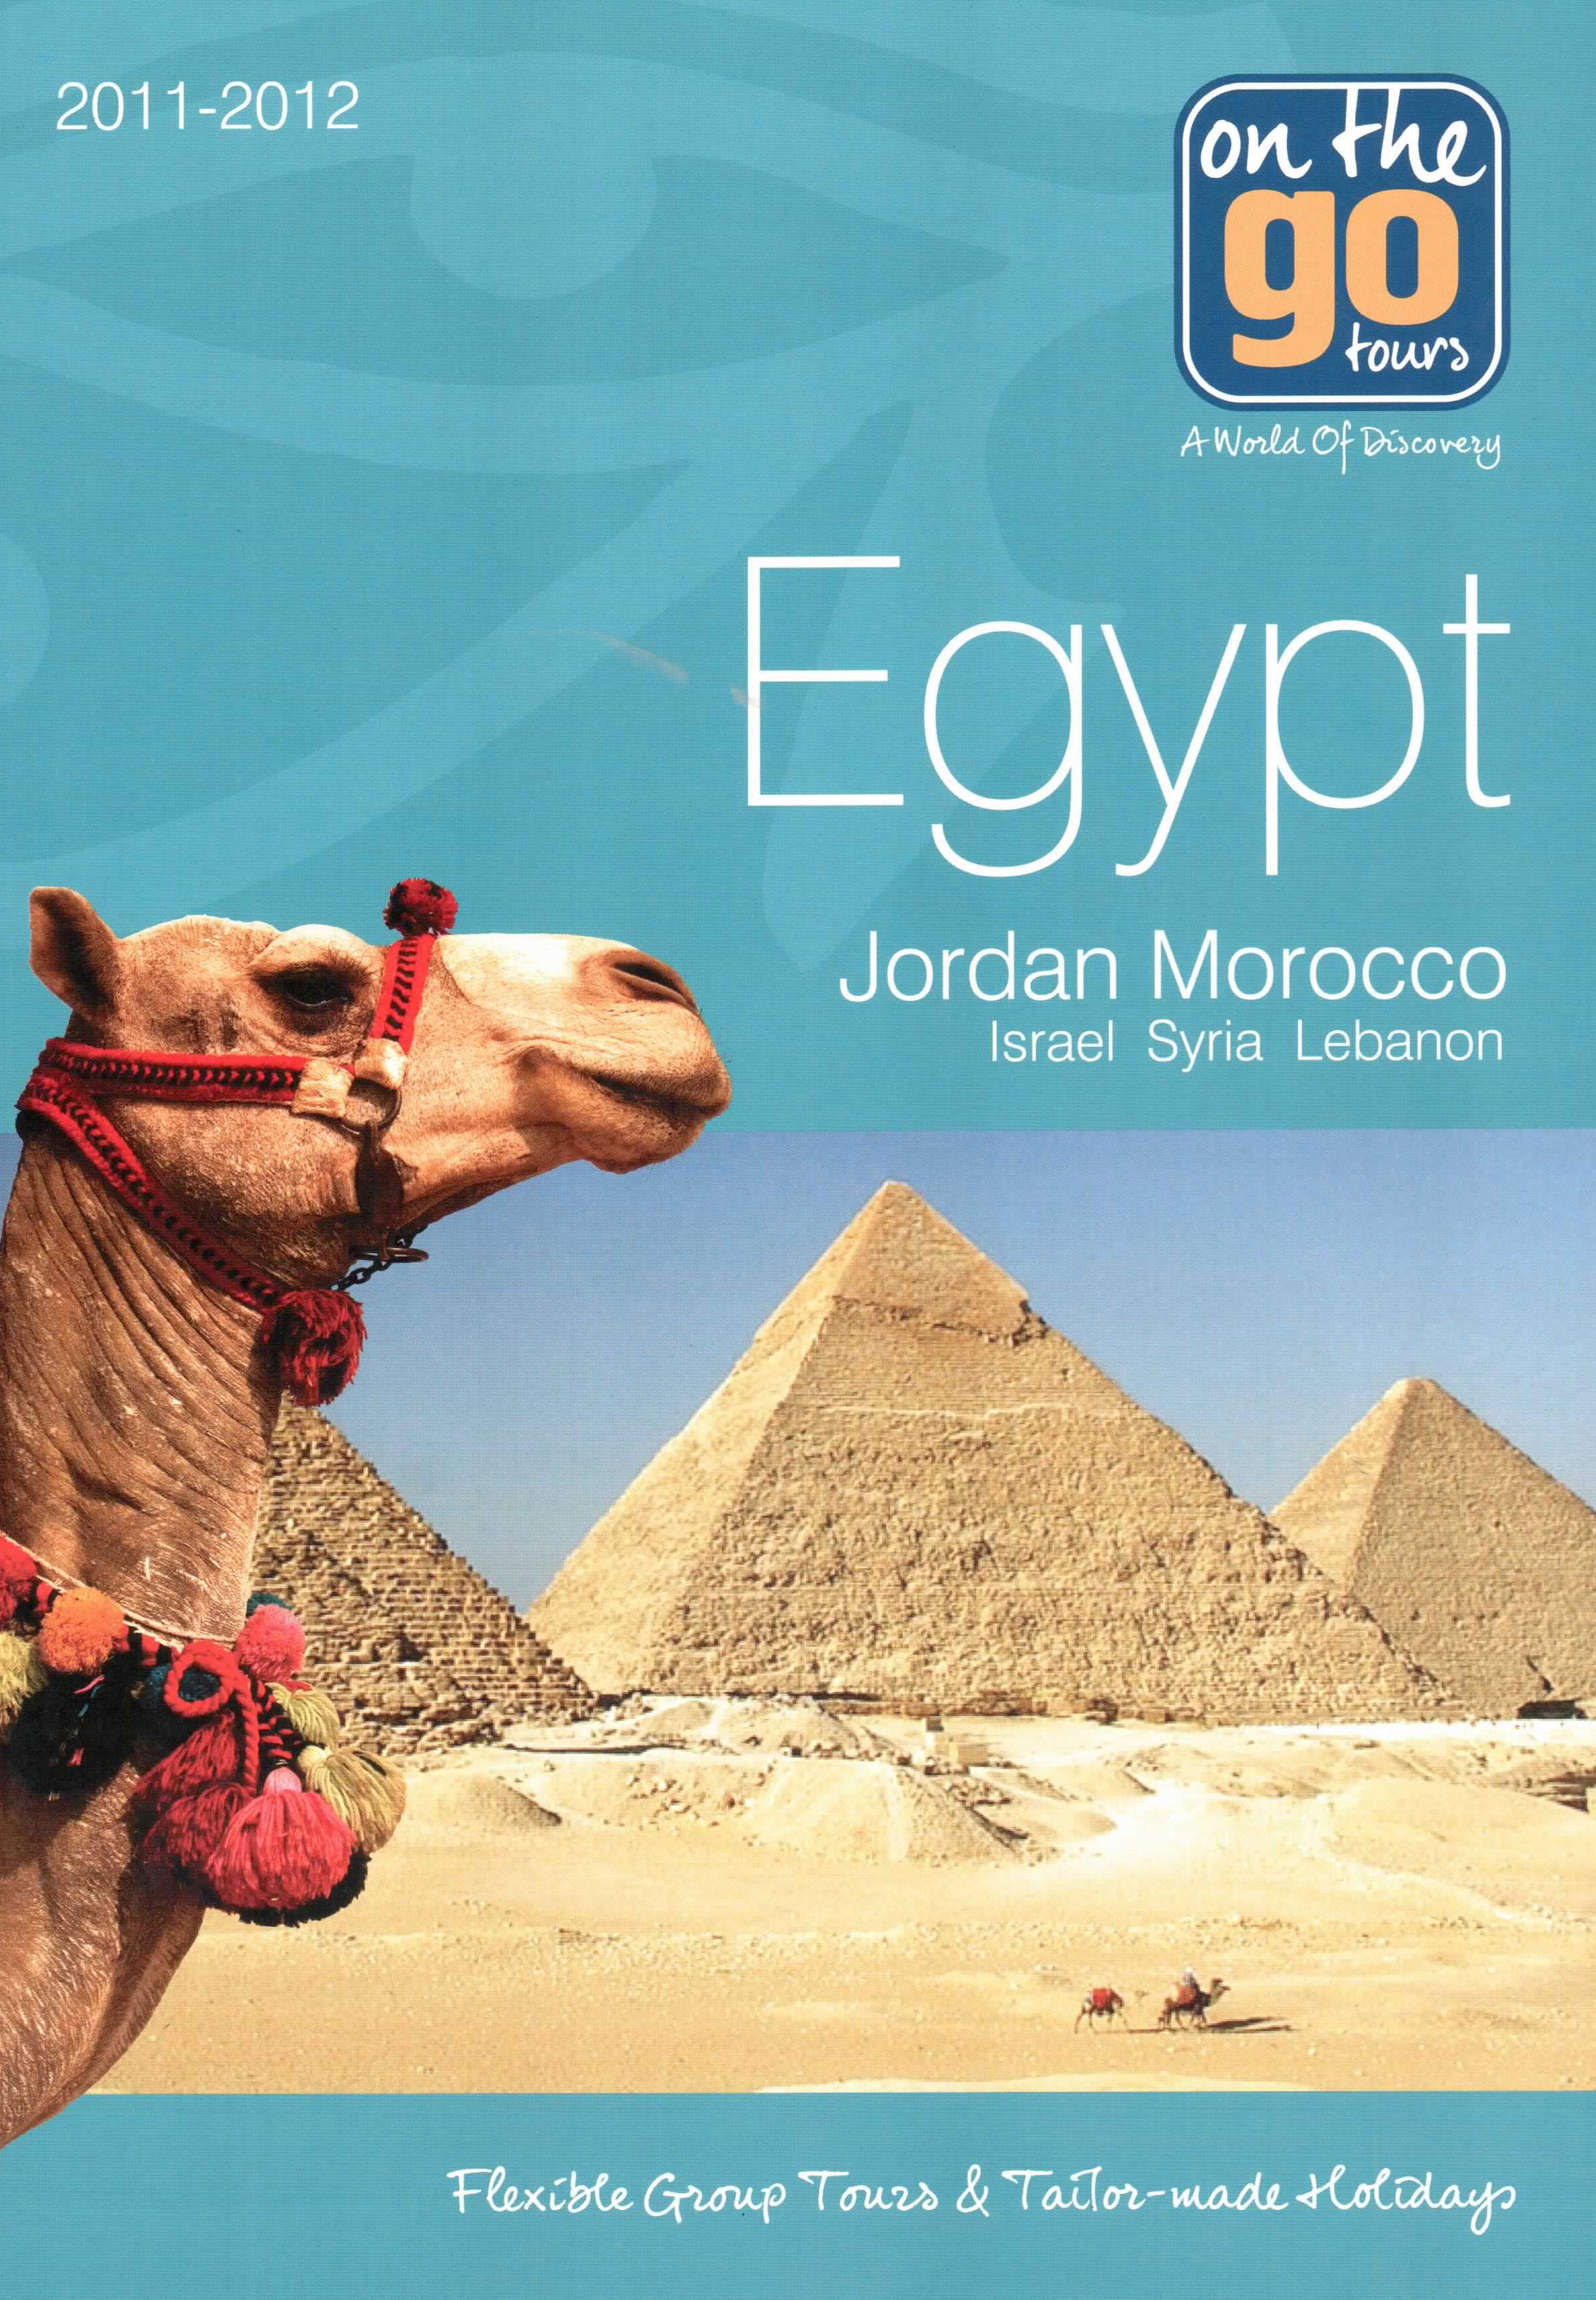 2011-2012
on the
go
tours
A World Of Discovery
Egypt
Jordan Morocco
Israel Syria Lebanon
Flexible Group Tours & Tailor-made Holidays